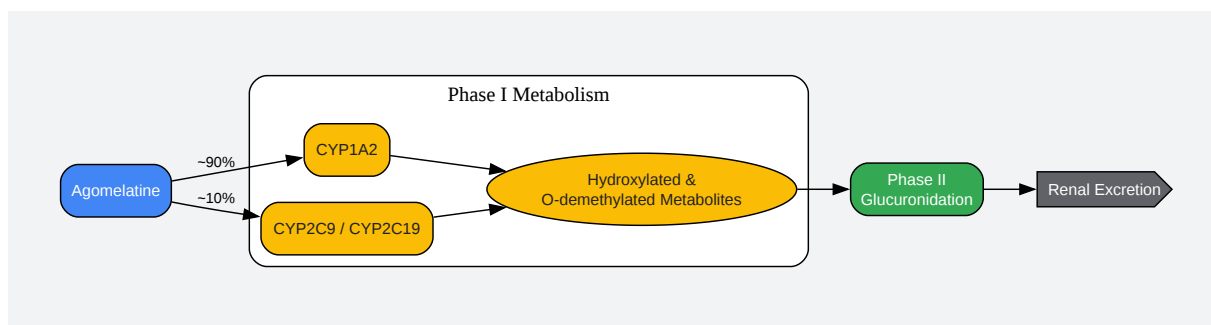 Phase I Metabolism
Agomelatine
~90%
~10%
CYP1A2
CYP2C9 / CYP2C19
Hydroxylated &
O-demethylated Metabolites
Phase II
Glucuronidation
Renal Excretion